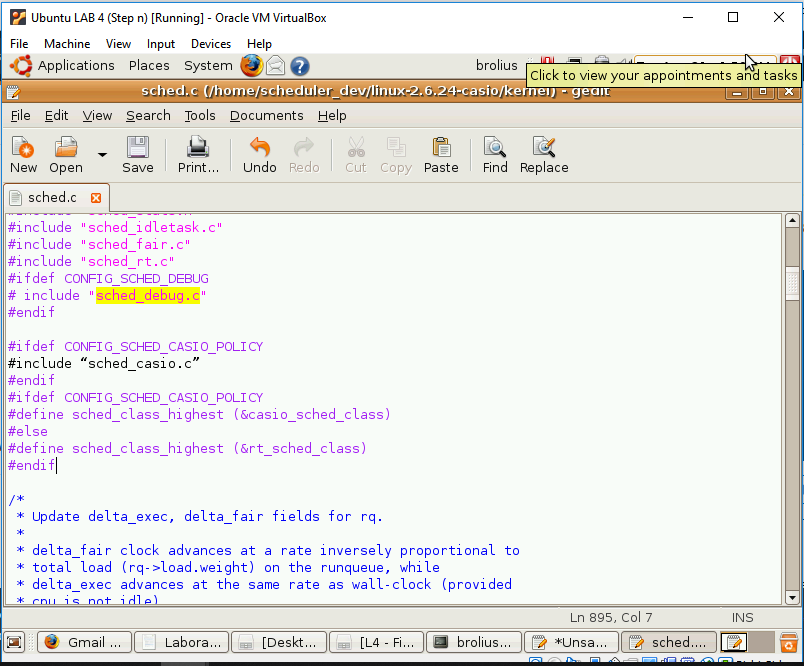 Ubuntu LAB 4 (Step n) [Running] - Oracle VM VirtualBox
File Machine View Input Devices Help
Applications Places System brolius
Click to view your appointments and tasks
sched.c (/home/scheduler_dev/linux-2.6.24-casio/kernel) - gedit
File Edit View Search Tools Documents Help
New Open Save Print... Undo Redo Cut Copy Paste Find Replace
sched.c
#include "sched_idletask.c"
#include "sched_fair.c"
#include "sched_rt.c"
#ifdef CONFIG_SCHED_DEBUG
# include "sched_debug.c"
#endif
#ifdef CONFIG_SCHED_CASIO_POLICY
#include “sched_casio.c”
#endif
#ifdef CONFIG_SCHED_CASIO_POLICY
#define sched_class_highest (&casio_sched_class)
#else
#define sched_class_highest (&rt_sched_class)
#endif
/*
* Update delta_exec, delta_fair fields for rq.
*
* delta_fair clock advances at a rate inversely proportional to
* total load (rq->load.weight) on the runqueue, while
* delta_exec advances at the same rate as wall-clock (provided
* cpu is not idle)
Ln 895, Col 7 INS
Gmail ... Labora... [Deskt... [L4 - Fi... brolius... *Unsa... sched....